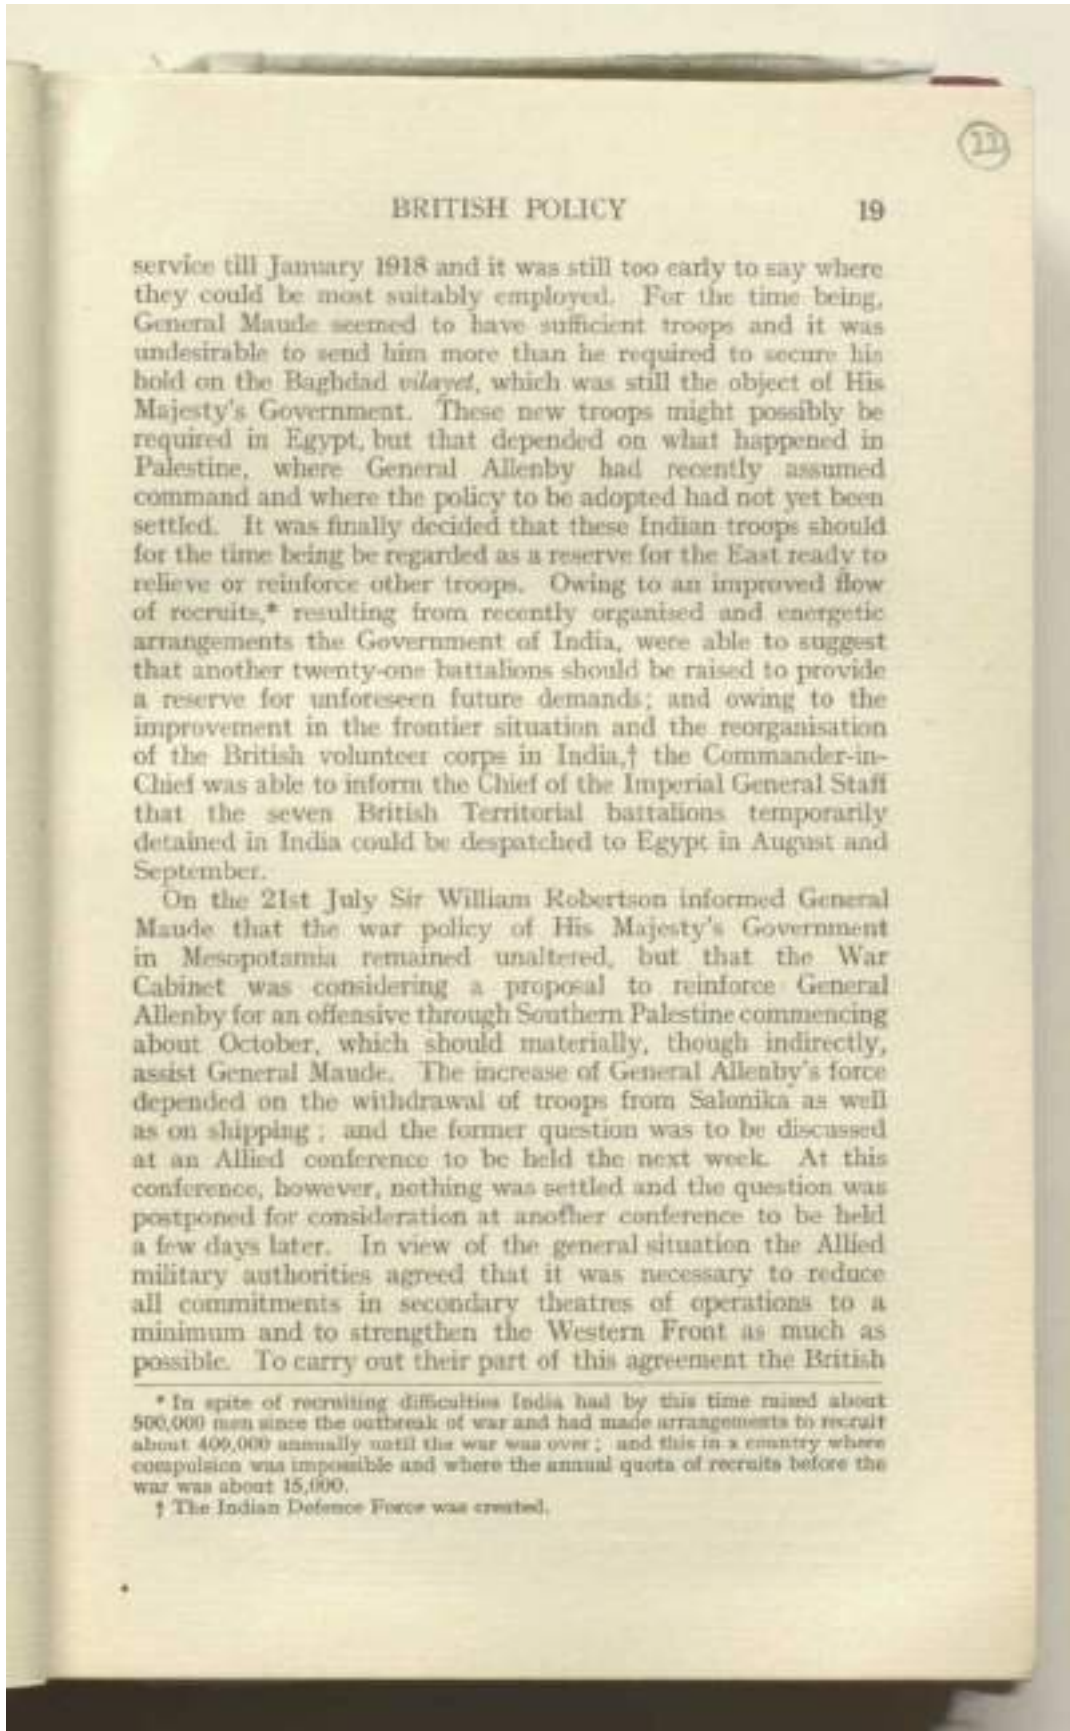 22
BRITISH POLICY 19
service till January 1918 and it was still too early to say where
they could be most suitably employed. For the time being,
General Maude seemed to have sufficient troops and it was
undesirable to send him more than he required to secure his
hold on the Baghdad vilayet, which was still the object of His
Majesty's Government. These new troops might possibly be
required in Egypt, but that depended on what happened in
Palestine, where General Allenby had recently assumed
command and where the policy to be adopted had not yet been
settled. It was finally decided that these Indian troops should
for the time being be regarded as a reserve for the East ready to
relieve or reinforce other troops. Owing to an improved flow
of recruits,* resulting from recently organised and energetic
arrangements the Government of India, were able to suggest
that another twenty-one battalions should be raised to provide
a reserve for unforeseen future demands; and owing to the
improvement in the frontier situation and the reorganisation
of the British volunteer corps in India,† the Commander-in-
Chief was able to inform the Chief of the Imperial General Staff
that the seven British Territorial battalions temporarily
detained in India could be despatched to Egypt in August and
September.
On the 21st July Sir William Robertson informed General
Maude that the war policy of His Majesty's Government
in Mesopotamia remained unaltered, but that the War
Cabinet was considering a proposal to reinforce General
Allenby for an offensive through Southern Palestine commencing
about October, which should materially, though indirectly,
assist General Maude. The increase of General Allenby's force
depended on the withdrawal of troops from Salonika as well
as on shipping; and the former question was to be discussed
at an Allied conference to be held the next week. At this
conference, however, nothing was settled and the question was
postponed for consideration at another conference to be held
a few days later. In view of the general situation the Allied
military authorities agreed that it was necessary to reduce
all commitments in secondary theatres of operations to a
minimum and to strengthen the Western Front as much as
possible. To carry out their part of this agreement the British
* In spite of recruiting difficulties India had by this time raised about
500,000 men since the outbreak of war and had made arrangements to recruit
about 400,000 annually until the war was over; and this in a country where
compulsion was impossible and where the annual quota of recruits before the
war was about 15,000.
† The Indian Defence Force was created.